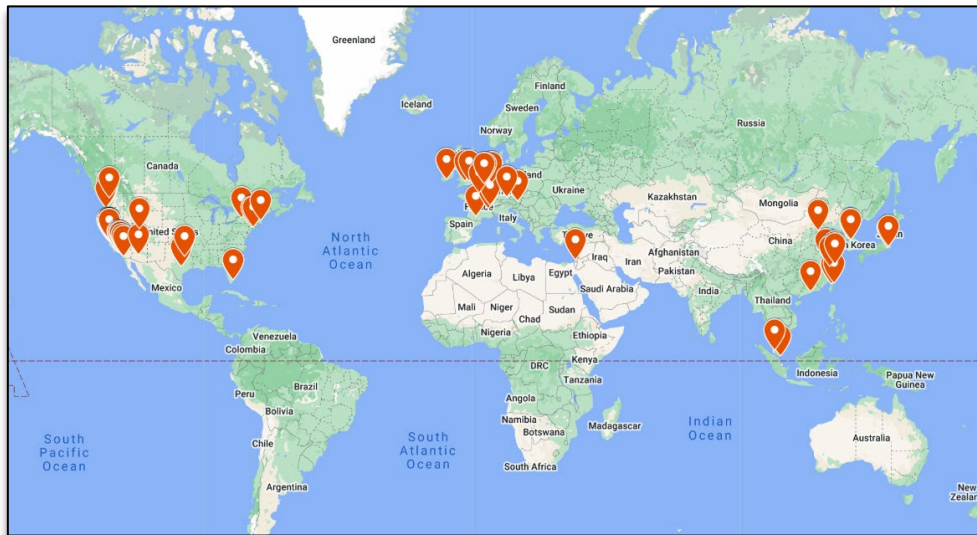 Greenland
Iceland
Finland
Sweden
Norway
Russia
Canada
Ukraine
Kazakhstan
Mongolia
Italy
Spain
China
North
Atlantic
Ocean
Iraq
Iran
Afghanistan
Pakistan
Algeria
Libya
Egypt
Saudi Arabia
India
Mexico
Mali
Niger
Chad
Sudan
Thailand
Nigeria
Ethiopia
Venezuela
Colombia
DRC
Kenya
Tanzania
Indonesia
Papua New
Guinea
Peru
Brazil
Bolivia
Angola
Namibia
Botswana
Madagascar
Indian
Ocean
South
Pacific
Ocean
South
Atlantic
Ocean
Chile
Australia
South Africa
Argentina
New